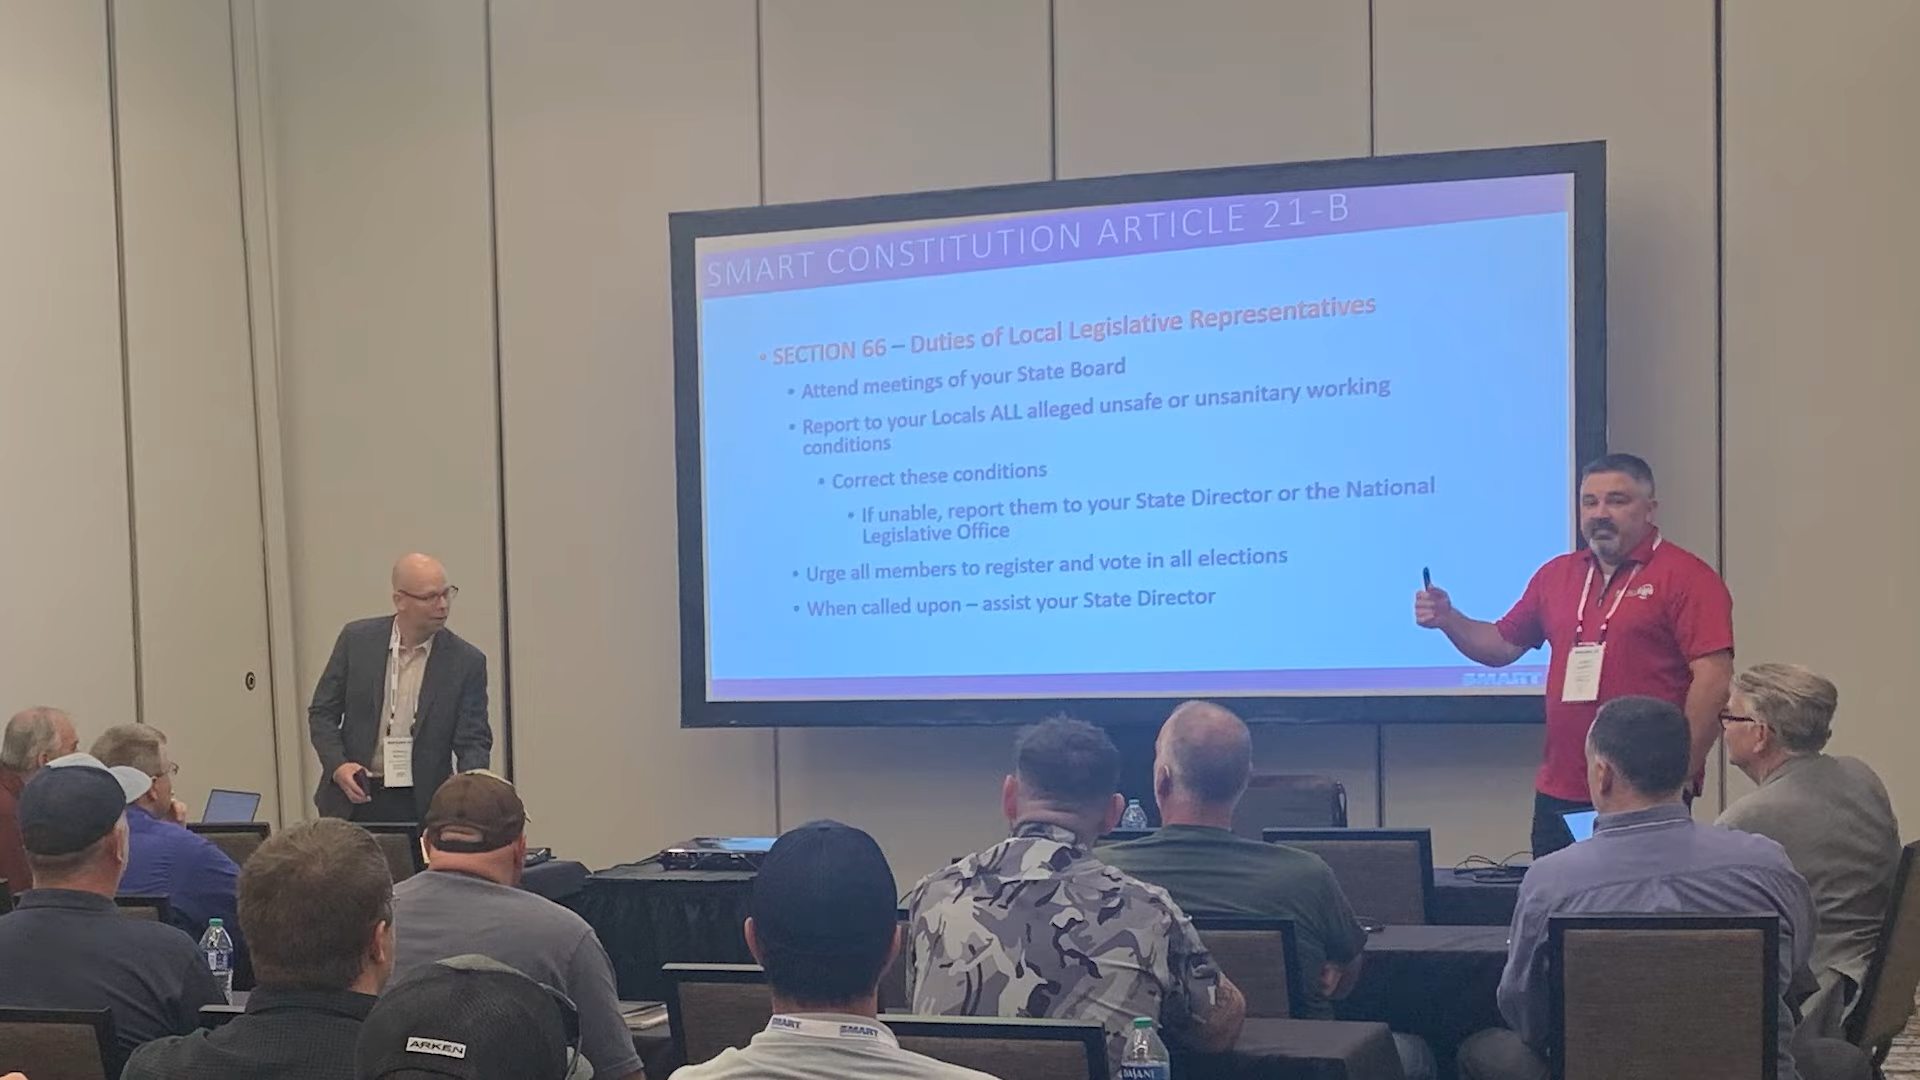 SMART CONSTITUTION ARTICLE 21-B
• SECTION 66 – Duties of Local Legislative Representatives
• Attend meetings of your State Board
• Report to your Locals ALL alleged unsafe or unsanitary working
conditions
• Correct these conditions
• If unable, report them to your State Director or the National
Legislative Office
• Urge all members to register and vote in all elections
• When called upon – assist your State Director
SMART
ARKEN
SMART
SMART
DASANI